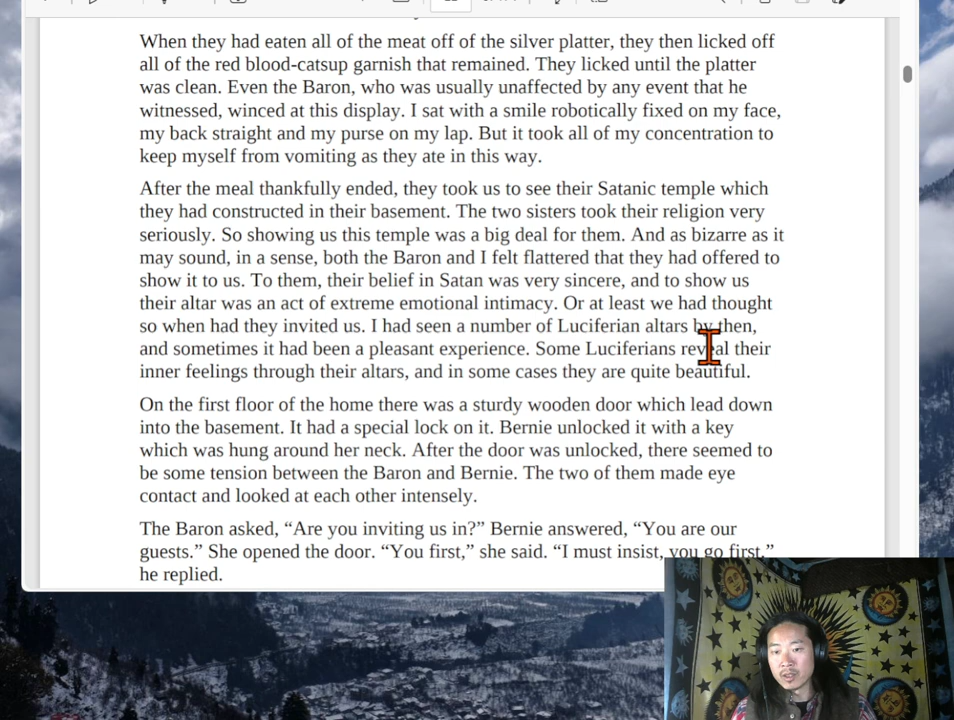 When they had eaten all of the meat off of the silver platter, they then licked off
all of the red blood-catsup garnish that remained. They licked until the platter
was clean. Even the Baron, who was usually unaffected by any event that he
witnessed, winced at this display. I sat with a smile robotically fixed on my face,
my back straight and my purse on my lap. But it took all of my concentration to
keep myself from vomiting as they ate in this way.
After the meal thankfully ended, they took us to see their Satanic temple which
they had constructed in their basement. The two sisters took their religion very
seriously. So showing us this temple was a big deal for them. And as bizarre as it
may sound, in a sense, both the Baron and I felt flattered that they had offered to
show it to us. To them, their belief in Satan was very sincere, and to show us
their altar was an act of extreme emotional intimacy. Or at least we had thought
so when had they invited us. I had seen a number of Luciferian altars by then,
and sometimes it had been a pleasant experience. Some Luciferians reveal their
inner feelings through their altars, and in some cases they are quite beautiful.
On the first floor of the home there was a sturdy wooden door which lead down
into the basement. It had a special lock on it. Bernie unlocked it with a key
which was hung around her neck. After the door was unlocked, there seemed to
be some tension between the Baron and Bernie. The two of them made eye
contact and looked at each other intensely.
The Baron asked, “Are you inviting us in?” Bernie answered, “You are our
guests.” She opened the door. “You first,” she said. “I must insist, you go first,”
he replied.